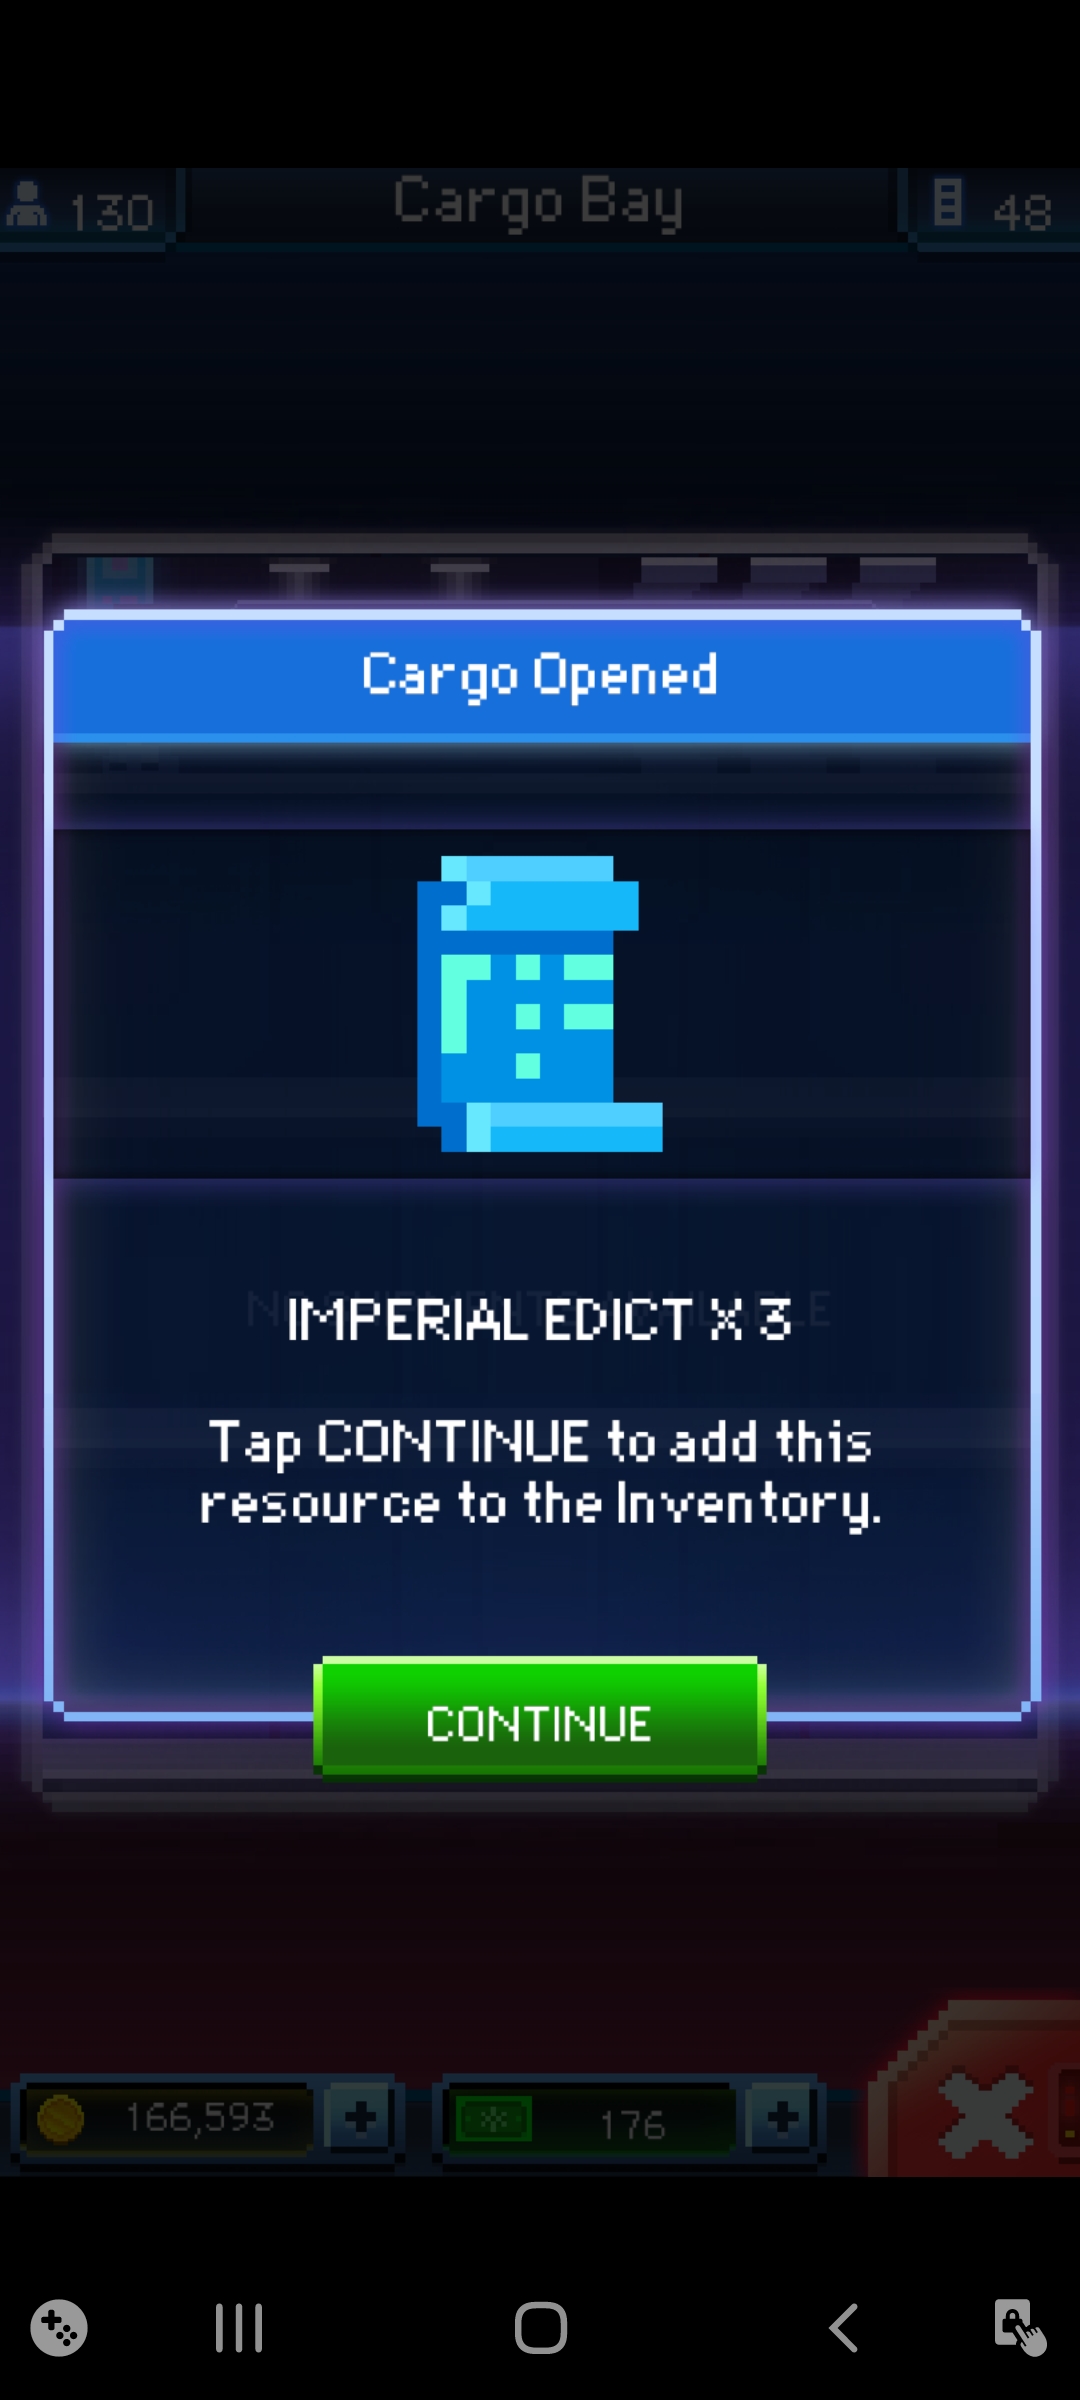 130
Cargo Bay
48
Cargo Opened
IMPERIAL EDICT X 3
Tap CONTINUE to add this
resource to the Inventory.
CONTINUE
166,593
176